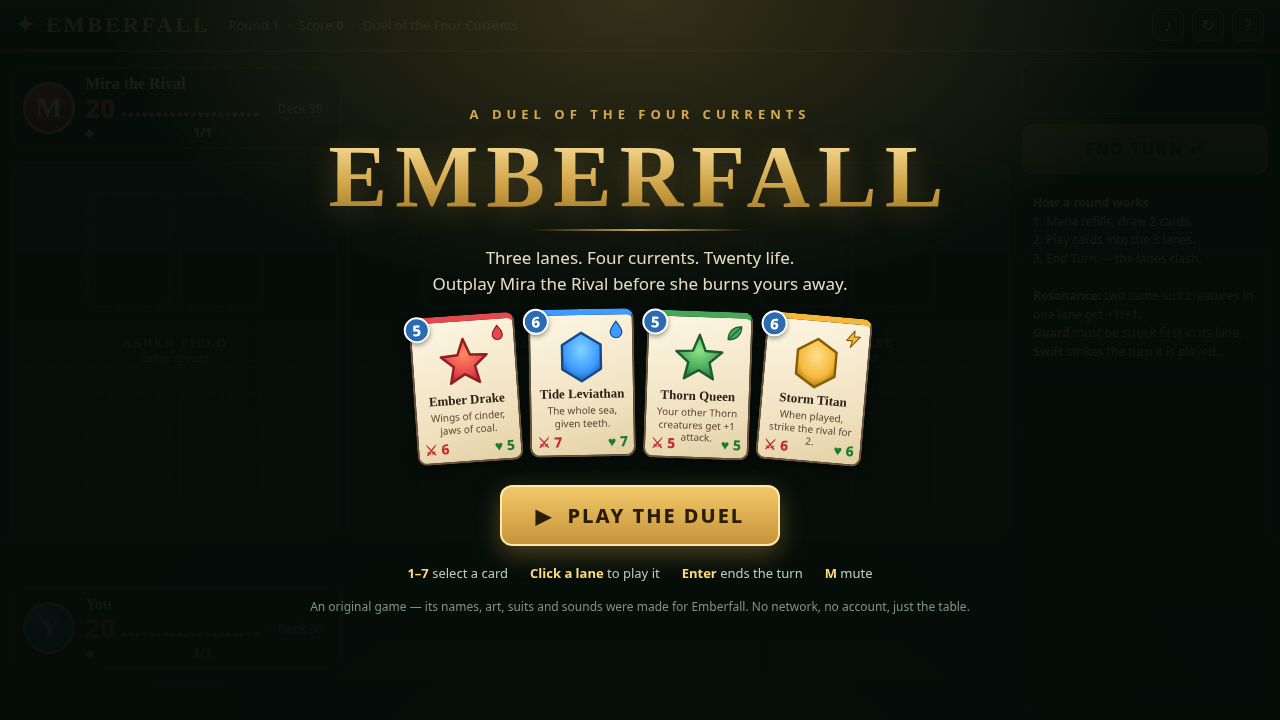 ✦ EMBERFALL Round 1 · Score 0 · Duel of the Four Currents ♪ ↻ ?
M Mira the Rival
20 Deck 30
1/1
END TURN ⏎
A DUEL OF THE FOUR CURRENTS
EMBERFALL
Three lanes. Four currents. Twenty life.
Outplay Mira the Rival before she burns yours away.
5
Ember Drake
Wings of cinder,
jaws of coal.
⚔ 6 ♥ 5
6
Tide Leviathan
The whole sea,
given teeth.
⚔ 7 ♥ 7
5
Thorn Queen
Your other Thorn
creatures get +1
attack.
⚔ 5 ♥ 5
6
Storm Titan
When played,
strike the rival for
2.
⚔ 6 ♥ 6
▶ PLAY THE DUEL
1–7 select a card Click a lane to play it Enter ends the turn M mute
An original game — its names, art, suits and sounds were made for Emberfall. No network, no account, just the table.
How a round works
1. Mana refills, draw 2 cards.
2. Play cards into the 3 lanes.
3. End Turn — the lanes clash.
Resonance: two same-suit creatures in
one lane get +1/+1.
Guard must be struck first in its lane.
Swift strikes the turn it is played.
ASHEN FIELD
Ember ground
Y You
20 Deck 30
1/1